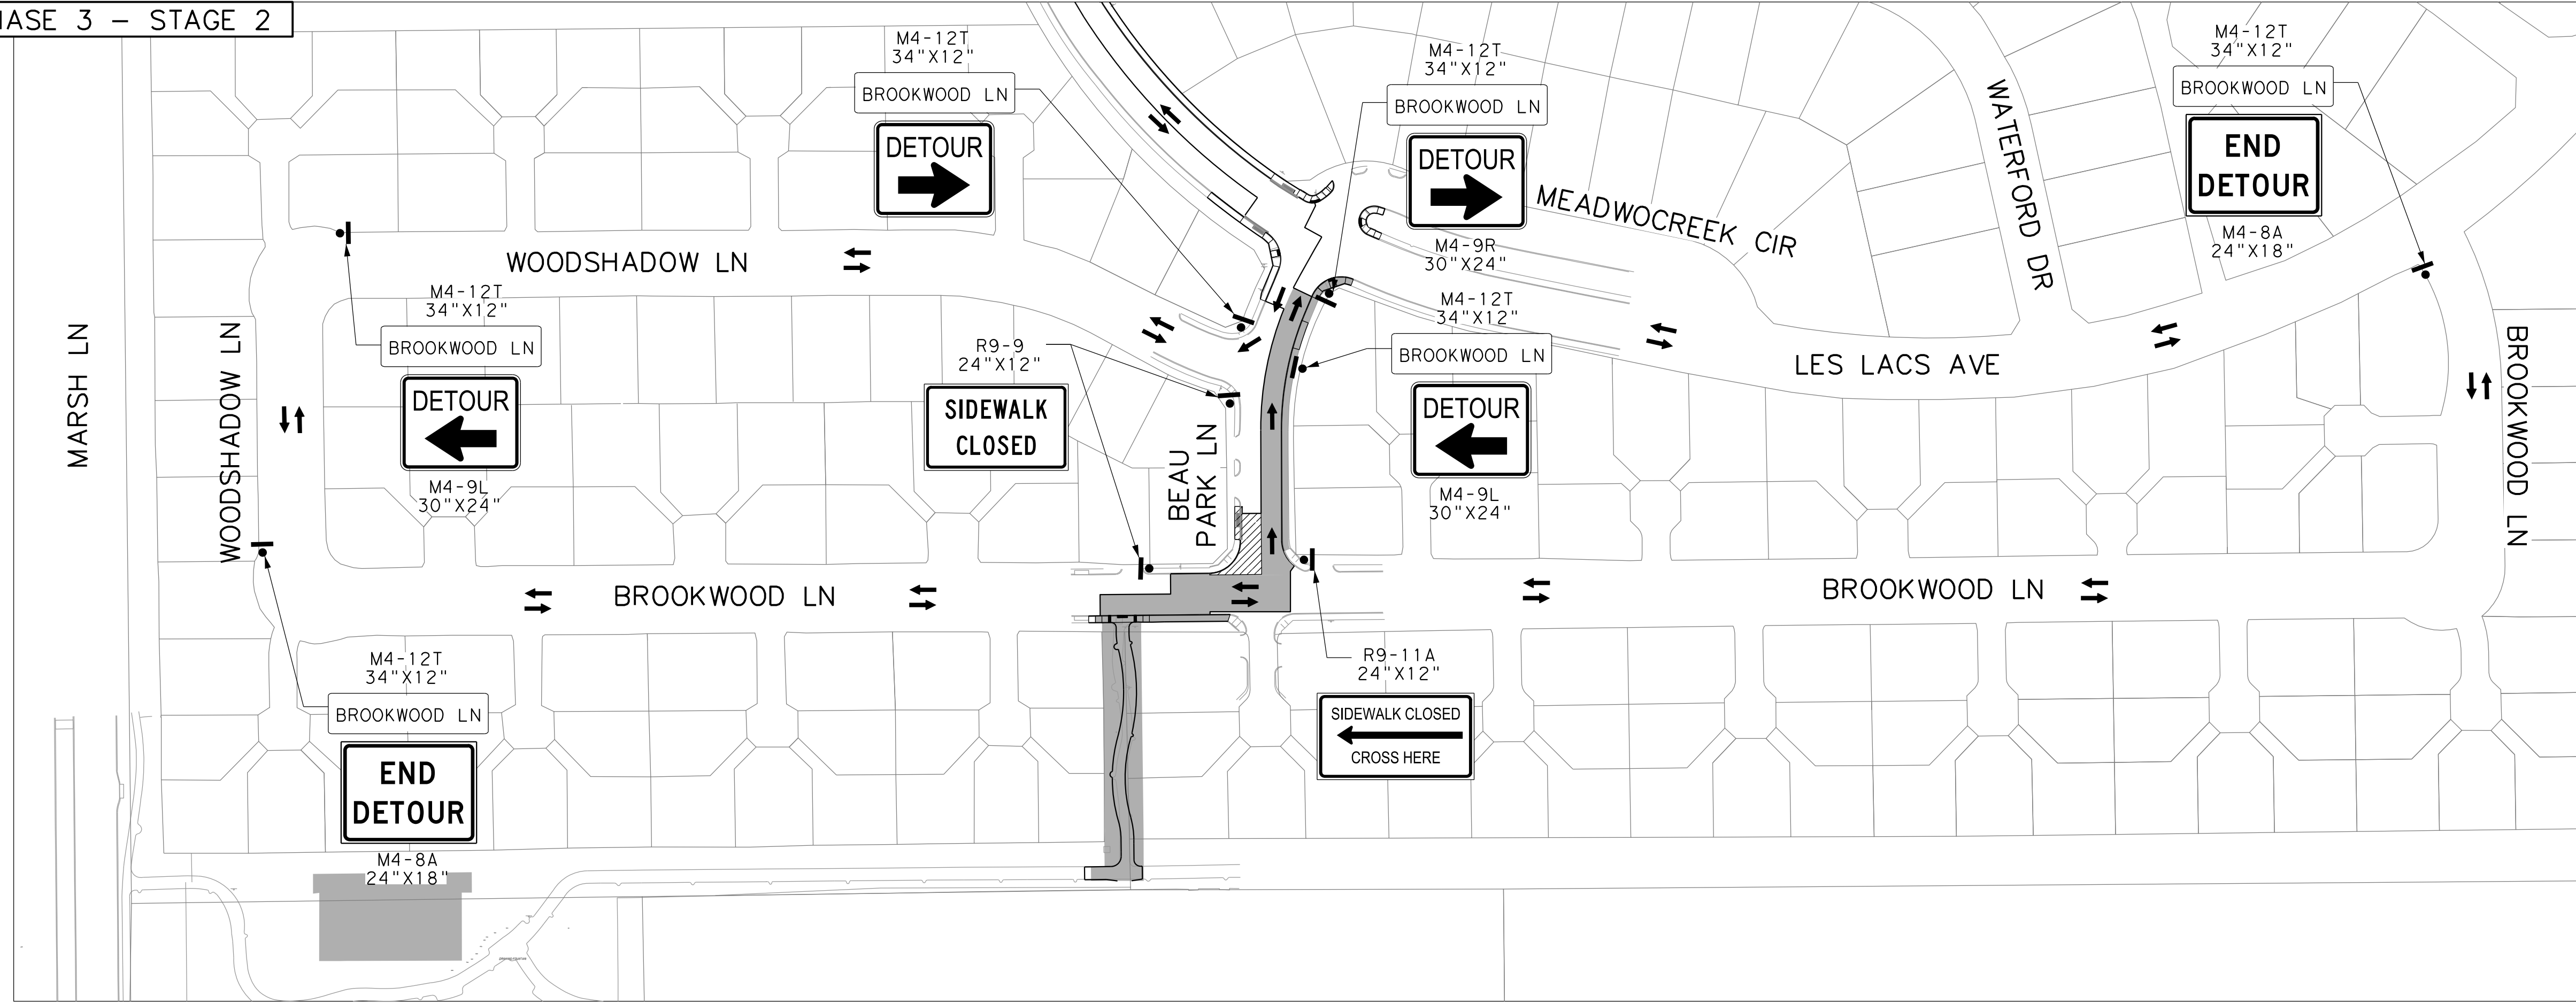 HASE 3 - STAGE 2
M4-12T
34"X12"
BROOKWOOD LN
DETOUR
M4-12T
34"X12"
BROOKWOOD LN
DETOUR
M4-9R
30"X24"
M4-12T
34"X12"
BROOKWOOD LN
END
DETOUR
M4-8A
24"X18"
WATERFORD DR
MEADWOCREEK CIR
WOODSHADOW LN
M4-12T
34"X12"
BROOKWOOD LN
DETOUR
M4-9L
30"X24"
MARSH LN
WOODSHADOW LN
R9-9
24"X12"
SIDEWALK
CLOSED
BEAU
PARK LN
M4-12T
34"X12"
BROOKWOOD LN
DETOUR
M4-9L
30"X24"
LES LACS AVE
BROOKWOOD LN
BROOKWOOD LN
BROOKWOOD LN
M4-12T
34"X12"
BROOKWOOD LN
END
DETOUR
M4-8A
24"X18"
R9-11A
24"X12"
SIDEWALK CLOSED
CROSS HERE